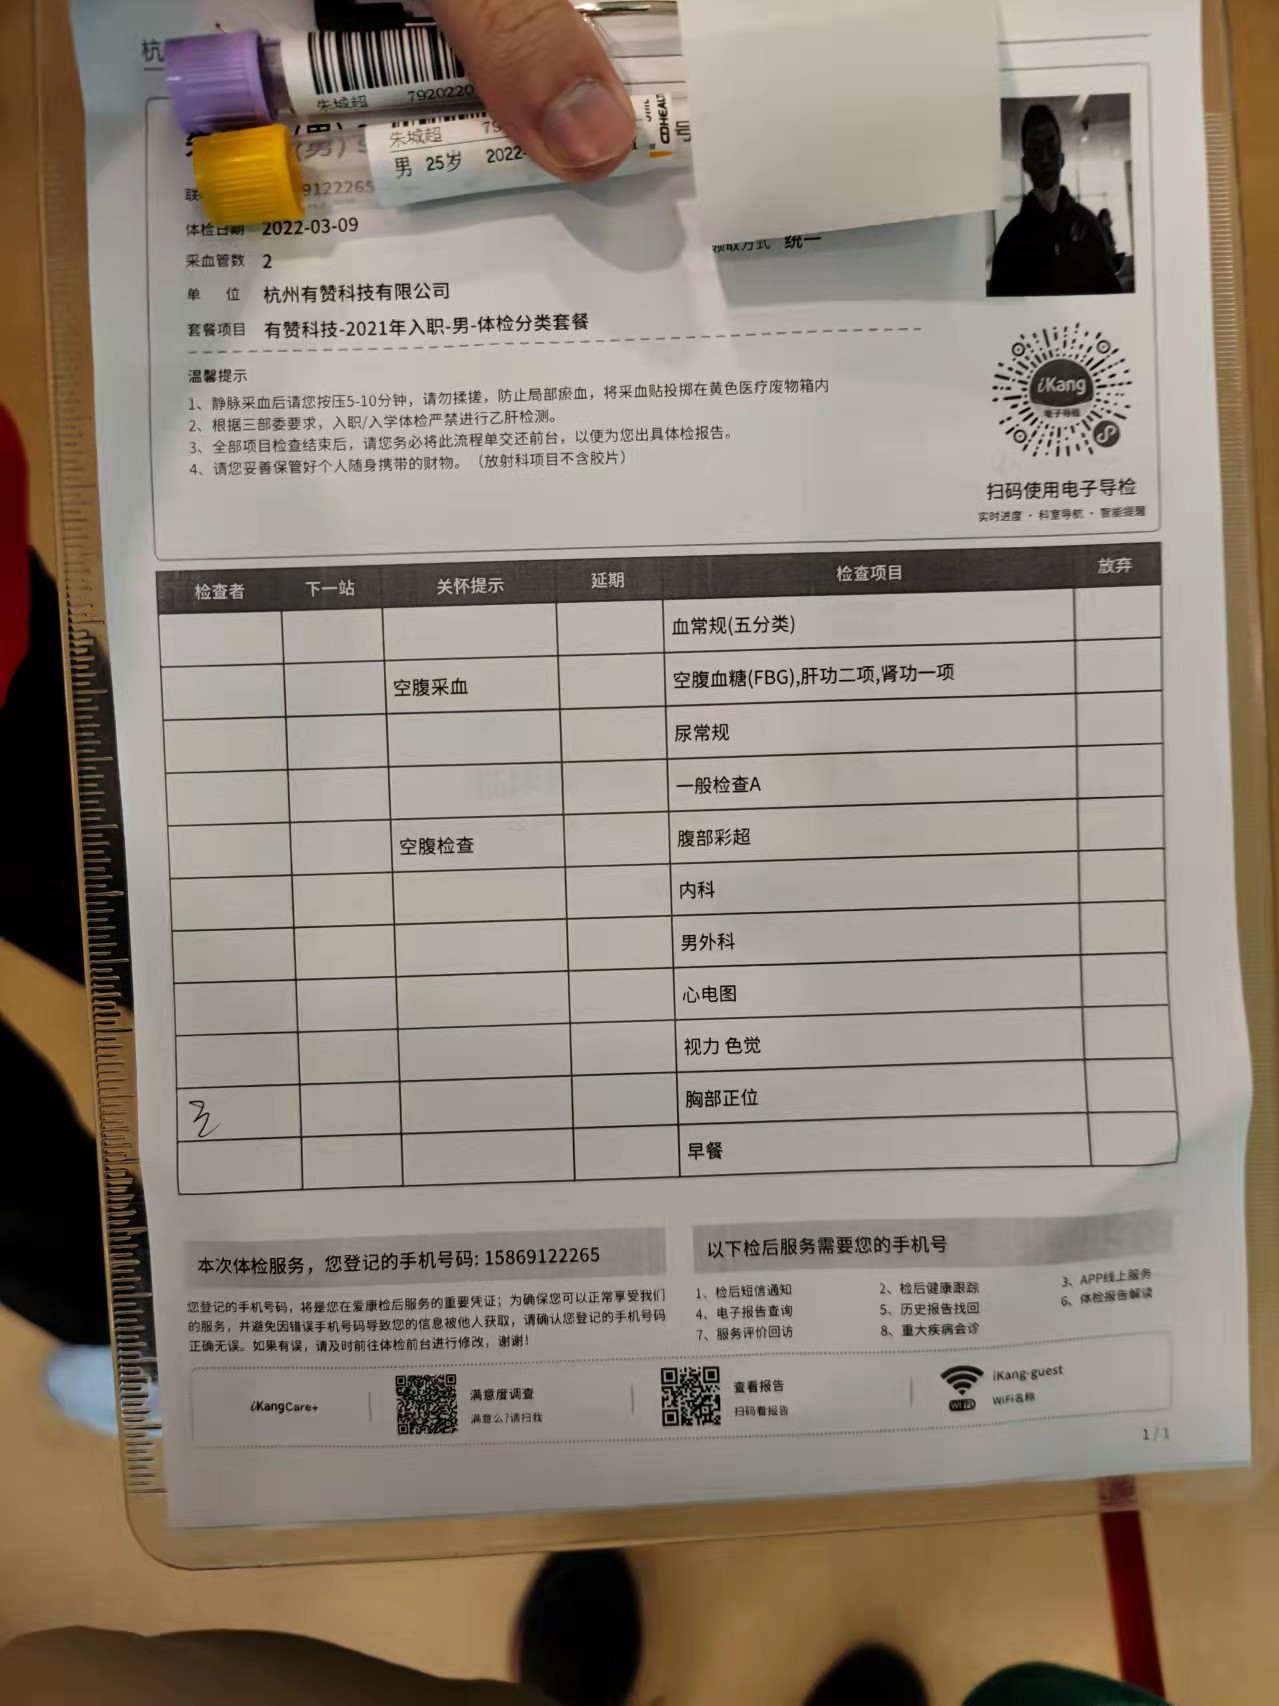 杭
朱城超 7920220
朱城超 79
男 25岁 2022-
(男)
9122265
体检日期 2022-03-09
采血管数 2
领取方式 统一
单 位 杭州有赞科技有限公司
套餐项目 有赞科技-2021年入职-男-体检分类套餐
温馨提示
1、静脉采血后请您按压5-10分钟，请勿揉搓，防止局部瘀血，将采血贴投掷在黄色医疗废物箱内
2、根据三部委要求，入职/入学体检严禁进行乙肝检测。
3、全部项目检查结束后，请您务必将此流程单交还前台，以便为您出具体检报告。
4、请您妥善保管好个人随身携带的财物。（放射科项目不含胶片）
iKang
电子导检
扫码使用电子导检
实时进度 · 科室导航 · 智能提醒
检查者 下一站 关怀提示 延期 检查项目 放弃
血常规(五分类)
空腹采血 空腹血糖(FBG),肝功二项,肾功一项
尿常规
一般检查A
空腹检查 腹部彩超
内科
男外科
心电图
视力 色觉
胸部正位
早餐
本次体检服务，您登记的手机号码: 15869122265
您登记的手机号码，将是您在爱康检后服务的重要凭证；为确保您可以正常享受我们
的服务，并避免因错误手机号码导致您的信息被他人获取，请确认您登记的手机号码
正确无误。如果有误，请及时前往体检前台进行修改，谢谢！
以下检后服务需要您的手机号
1、检后短信通知 2、检后健康跟踪 3、APP线上服务
4、电子报告查询 5、历史报告找回 6、体检报告解读
7、服务评价回访 8、重大疾病会诊
iKangCare+
满意度调查
满意么?请扫我
查看报告
扫码看报告
WiFi
iKang-guest
WiFi名称
1 / 1